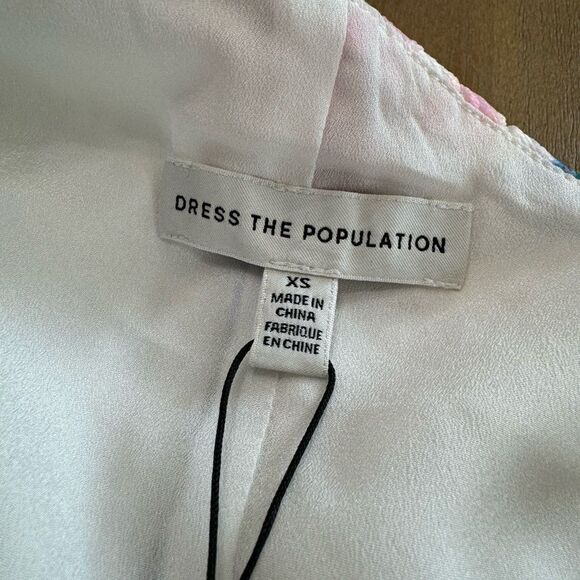 DRESS THE POPULATION
XS
MADE IN
CHINA
FABRIQUE
EN CHINE